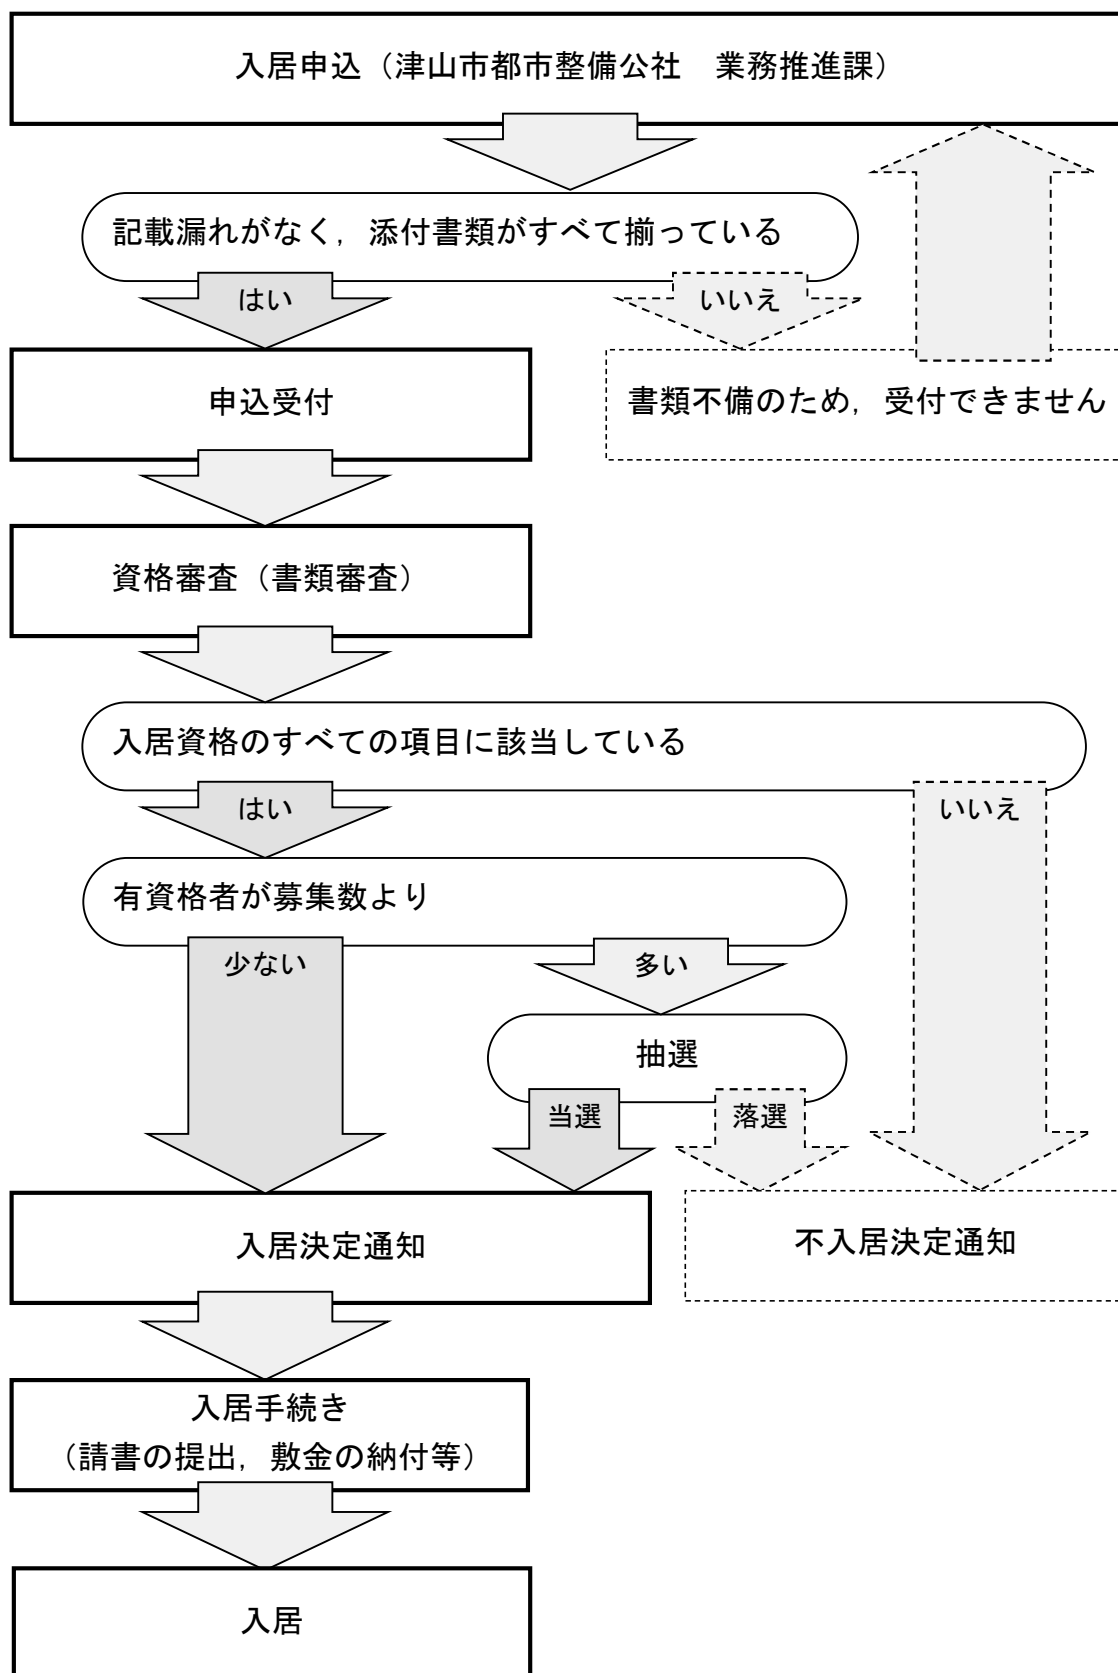 入居申込（津山市都市整備公社　業務推進課）
記載漏れがなく，添付書類がすべて揃っている
はい
いいえ
申込受付
書類不備のため，受付できません
資格審査（書類審査）
入居資格のすべての項目に該当している
はい
いいえ
有資格者が募集数より
少ない
多い
抽選
当選
落選
入居決定通知
不入居決定通知
入居手続き
（請書の提出，敷金の納付等）
入居